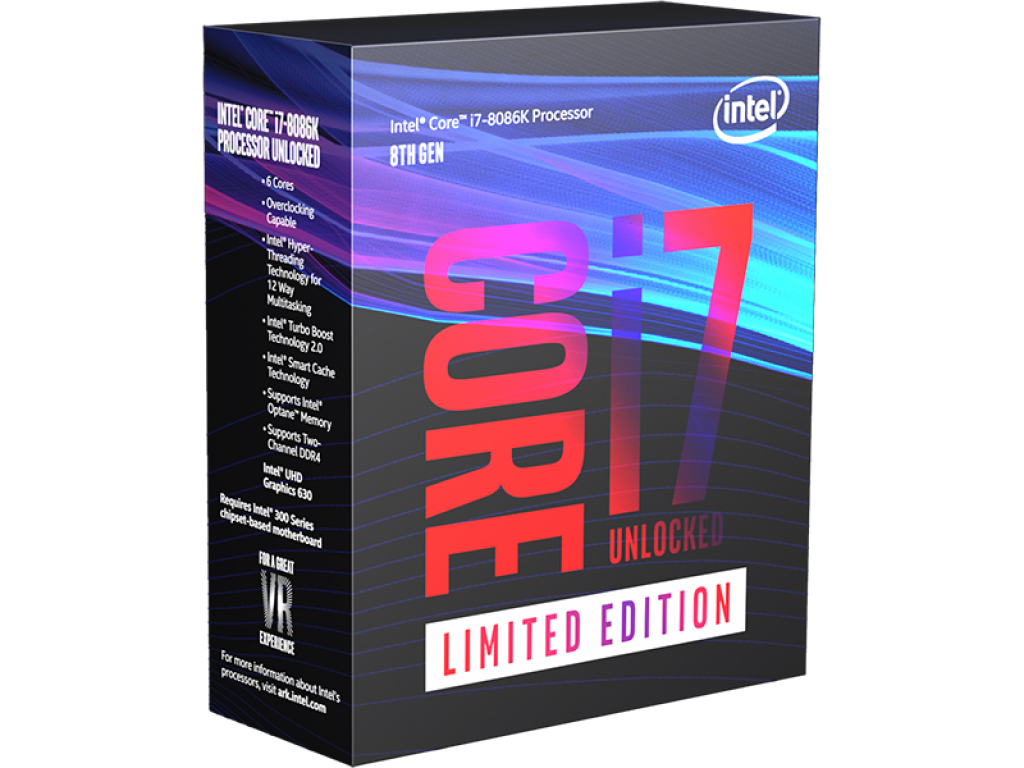 INTEL® CORE™ i7-8086K
PROCESSOR UNLOCKED
• 6 Cores
• Overclocking
Capable
• Intel® Hyper-
Threading
Technology for
12 Way
Multitasking
• Intel® Turbo Boost
Technology 2.0
• Intel® Smart Cache
Technology
• Supports Intel®
Optane™ Memory
• Supports Two-
Channel DDR4
Intel® UHD
Graphics 630
Requires Intel® 300 Series
chipset-based motherboard
FOR A GREAT
VR
EXPERIENCE
For more information about Intel's
processors, visit ark.intel.com
Intel® Core™ i7-8086K Processor
8TH GEN
intel®
CORE
i7
UNLOCKED
LIMITED EDITION